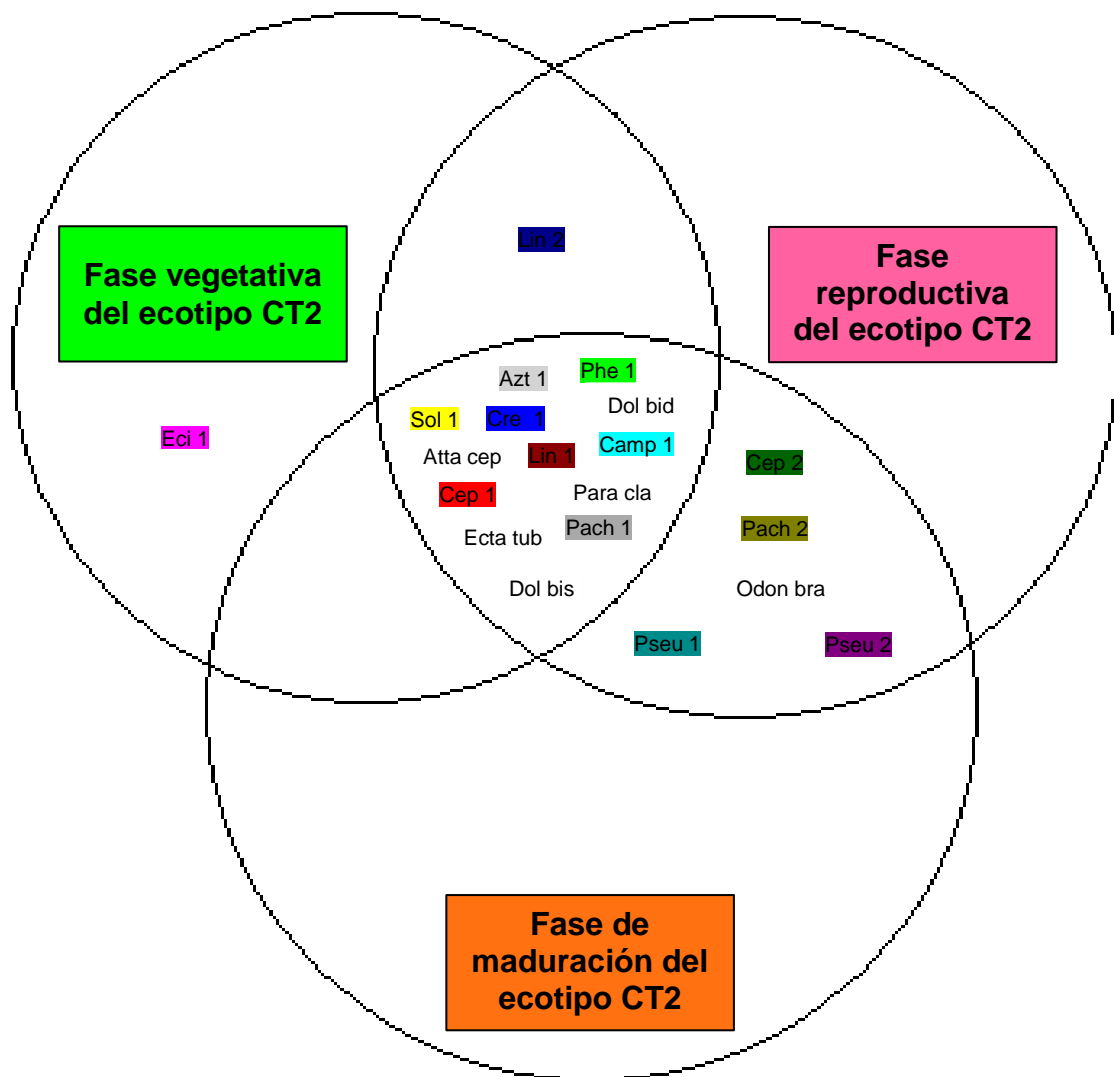 Lin 2
Fase vegetativa
del ecotipo CT2
Fase
reproductiva
del ecotipo CT2
Azt 1
Phe 1
Dol bid
Sol 1
Cre 1
Eci 1
Camp 1
Atta cep
Lin 1
Cep 2
Cep 1
Para cla
Ecta tub
Pach 1
Pach 2
Dol bis
Odon bra
Pseu 1
Pseu 2
Fase de
maduración del
ecotipo CT2